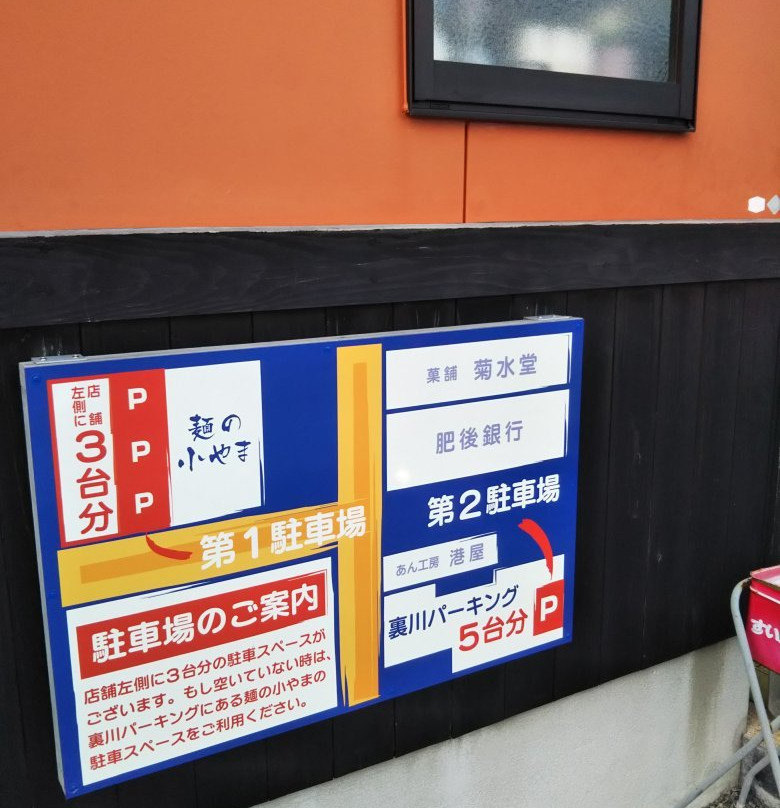 店舗
左側に
3台分
P
P
P
麺の
小やま
第1駐車場
菓舗 菊水堂
肥後銀行
第2駐車場
あん工房 港屋
裏川パーキング
5台分
P
駐車場のご案内
店舗左側に3台分の駐車スペースが
ございます。もし空いていない時は、
裏川パーキングにある麺の小やまの
駐車スペースをご利用ください。